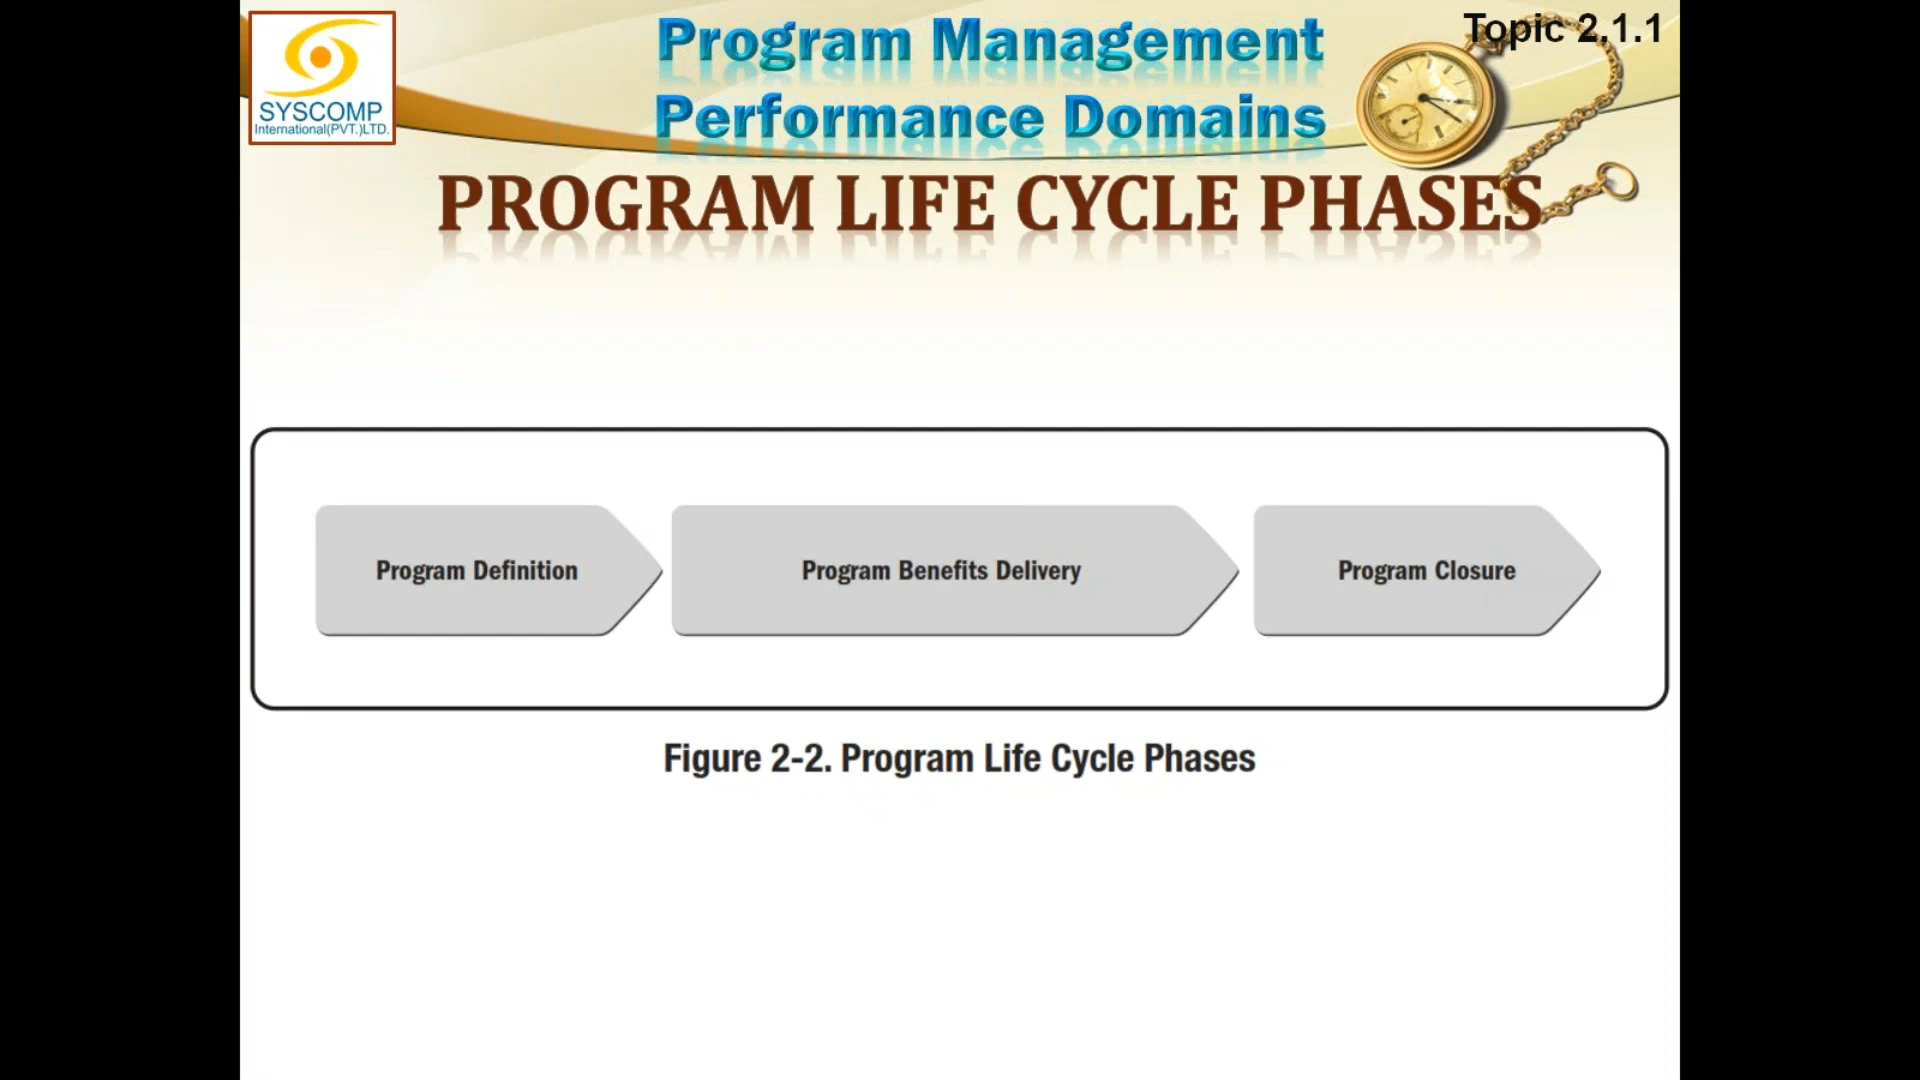 Topic 2.1.1
Program Management
Performance Domains
SYSCOMP
International(PVT.)LTD.
PROGRAM LIFE CYCLE PHASES
Program Definition
Program Benefits Delivery
Program Closure
Figure 2-2. Program Life Cycle Phases